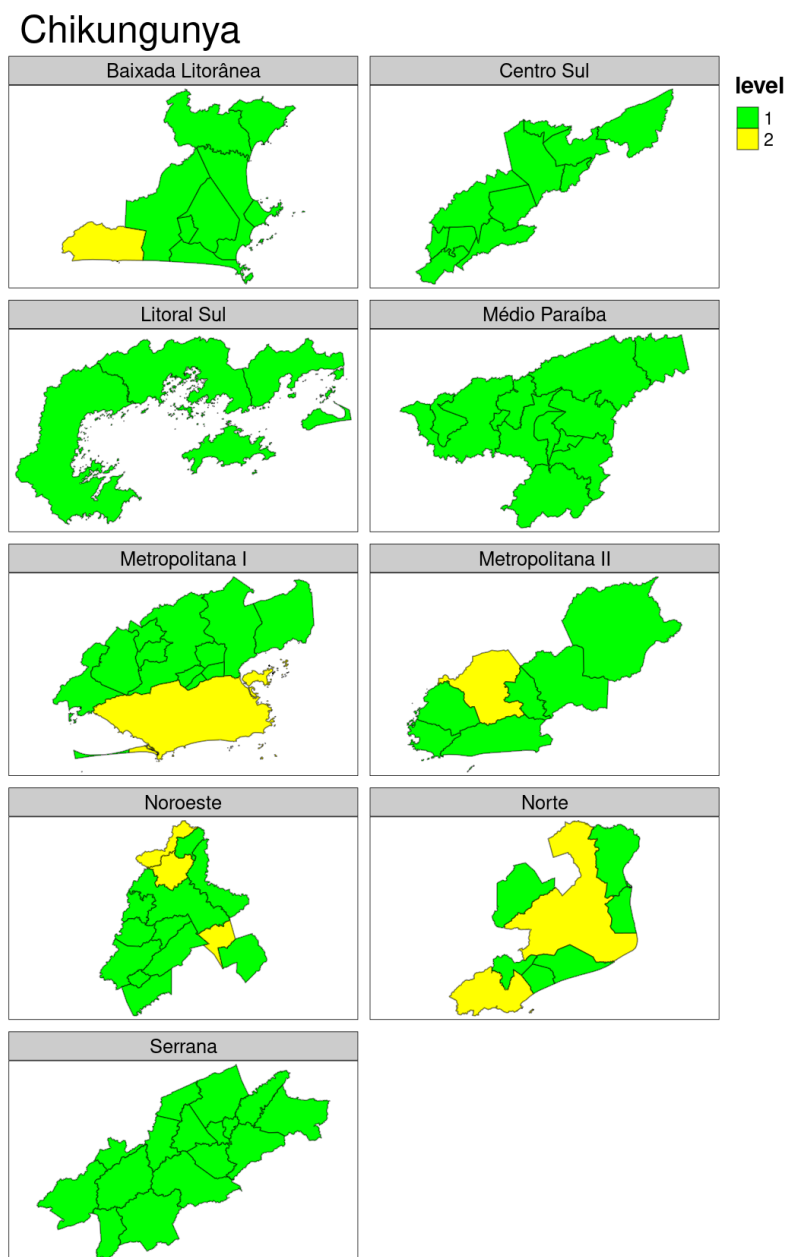 Chikungunya
Baixada Litorânea
Centro Sul
level
1
2
Litoral Sul
Médio Paraíba
Metropolitana I
Metropolitana II
Noroeste
Norte
Serrana